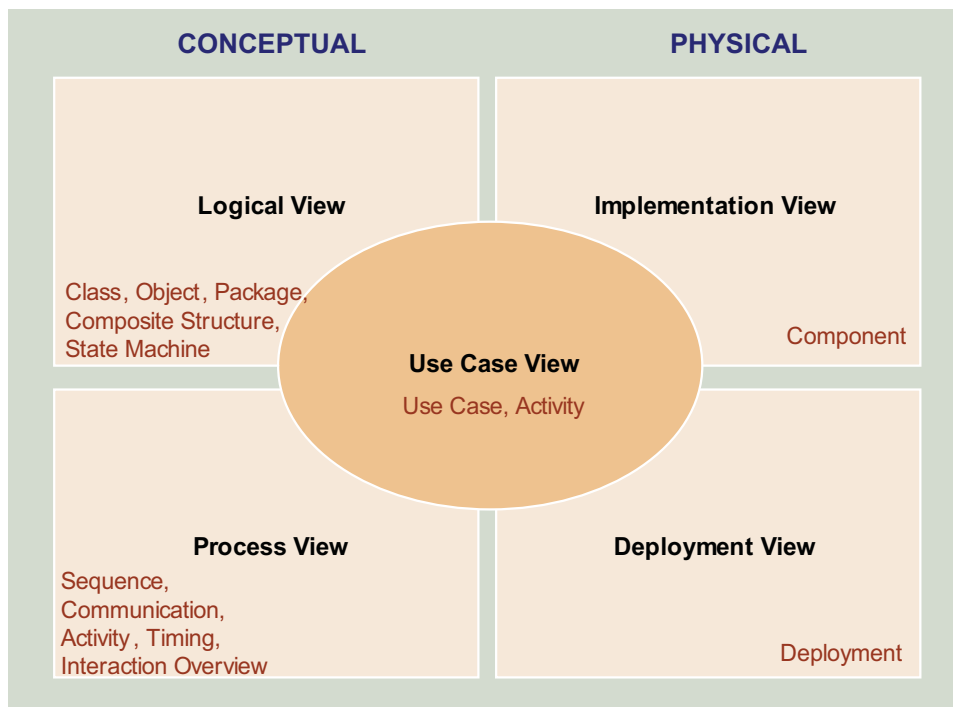 CONCEPTUAL
PHYSICAL
Logical View
Implementation View
Class, Object, Package,
Composite Structure,
State Machine
Component
Use Case View
Use Case, Activity
Process View
Deployment View
Sequence,
Communication,
Activity, Timing,
Interaction Overview
Deployment